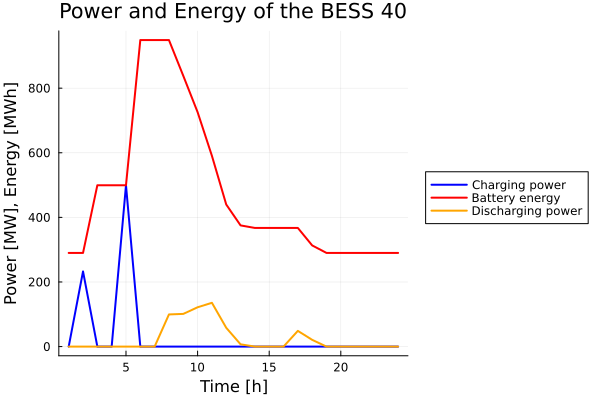 Power and Energy of the BESS 40
Power [MW], Energy [MWh]
800
600
400
200
0
5
10
15
20
Time [h]
Charging power
Battery energy
Discharging power